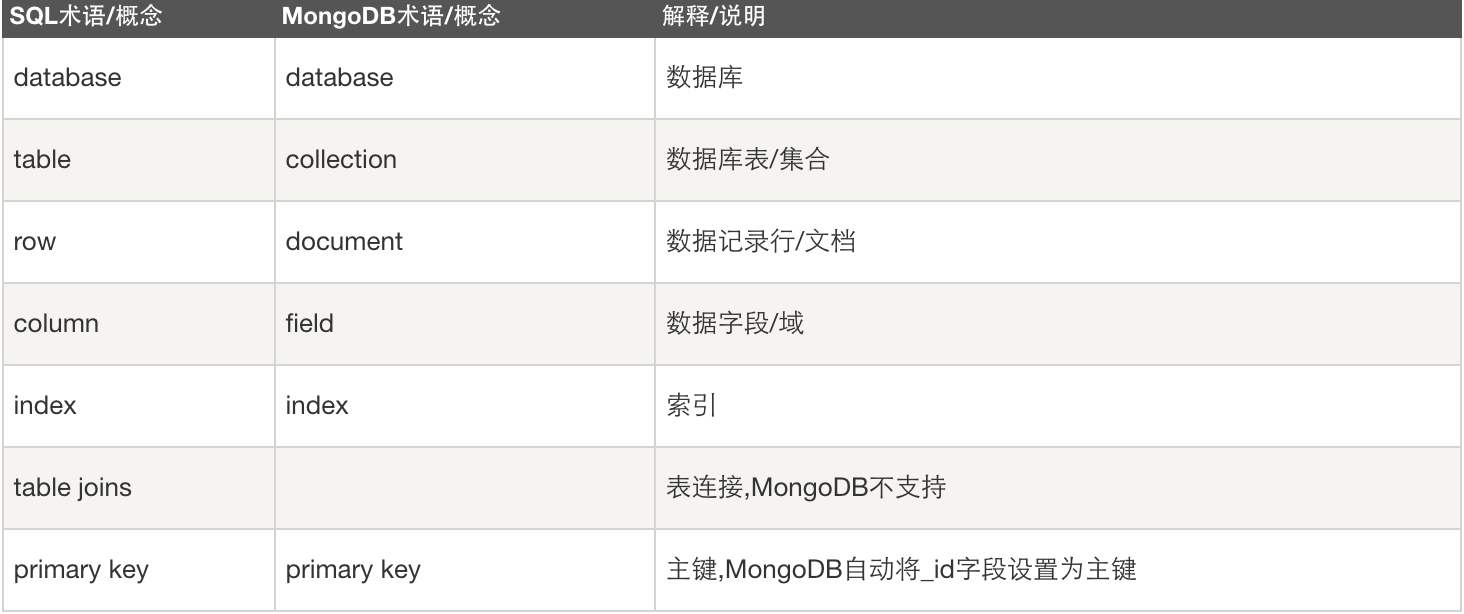 SQL术语/概念 MongoDB术语/概念 解释/说明
database database 数据库
table collection 数据库表/集合
row document 数据记录行/文档
column field 数据字段/域
index index 索引
table joins 表连接,MongoDB不支持
primary key primary key 主键,MongoDB自动将_id字段设置为主键